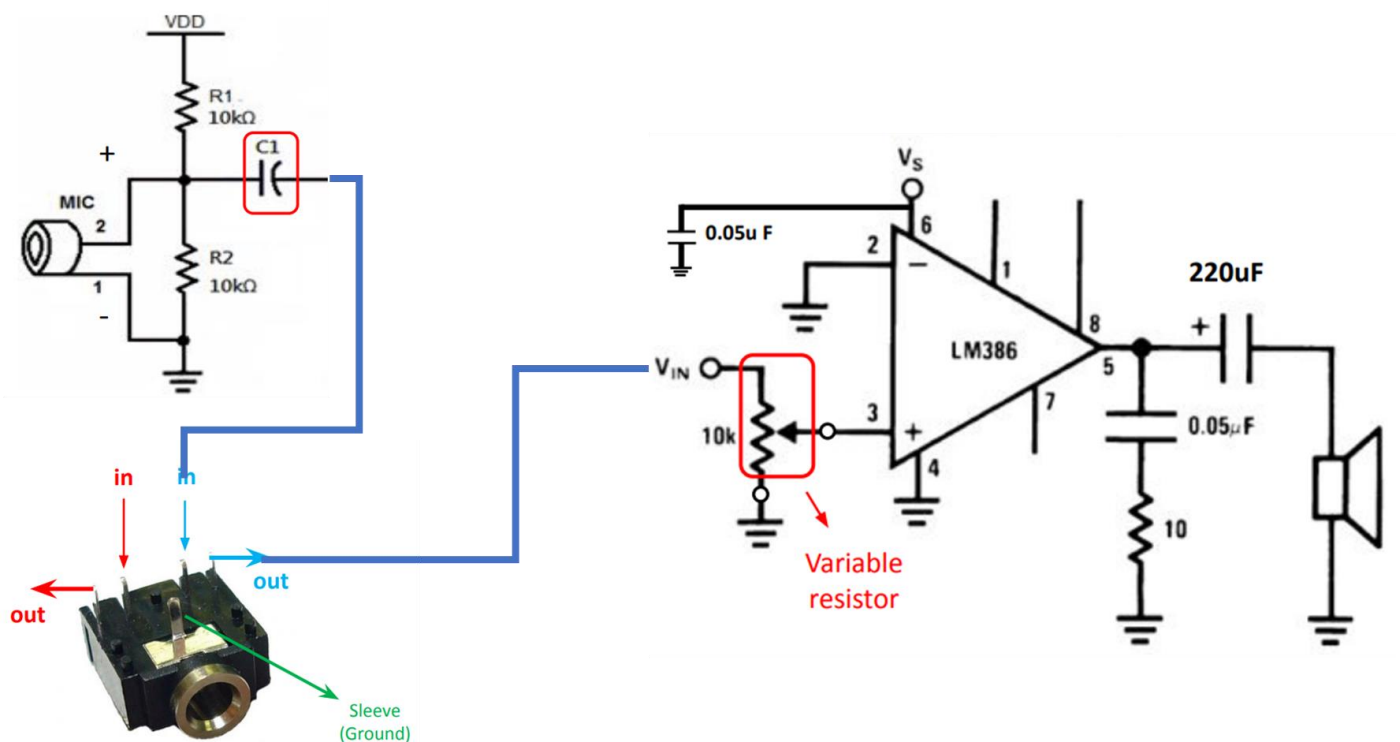 VDD
R1
10kΩ
+
C1
MIC
2
R2
10kΩ
1
-
in
in
out
out
Sleeve
(Ground)
VS
6
0.05u F
2
−
1
220uF
8
+
LM386
5
VIN
7
3
10k
+
0.05µF
4
10
Variable
resistor